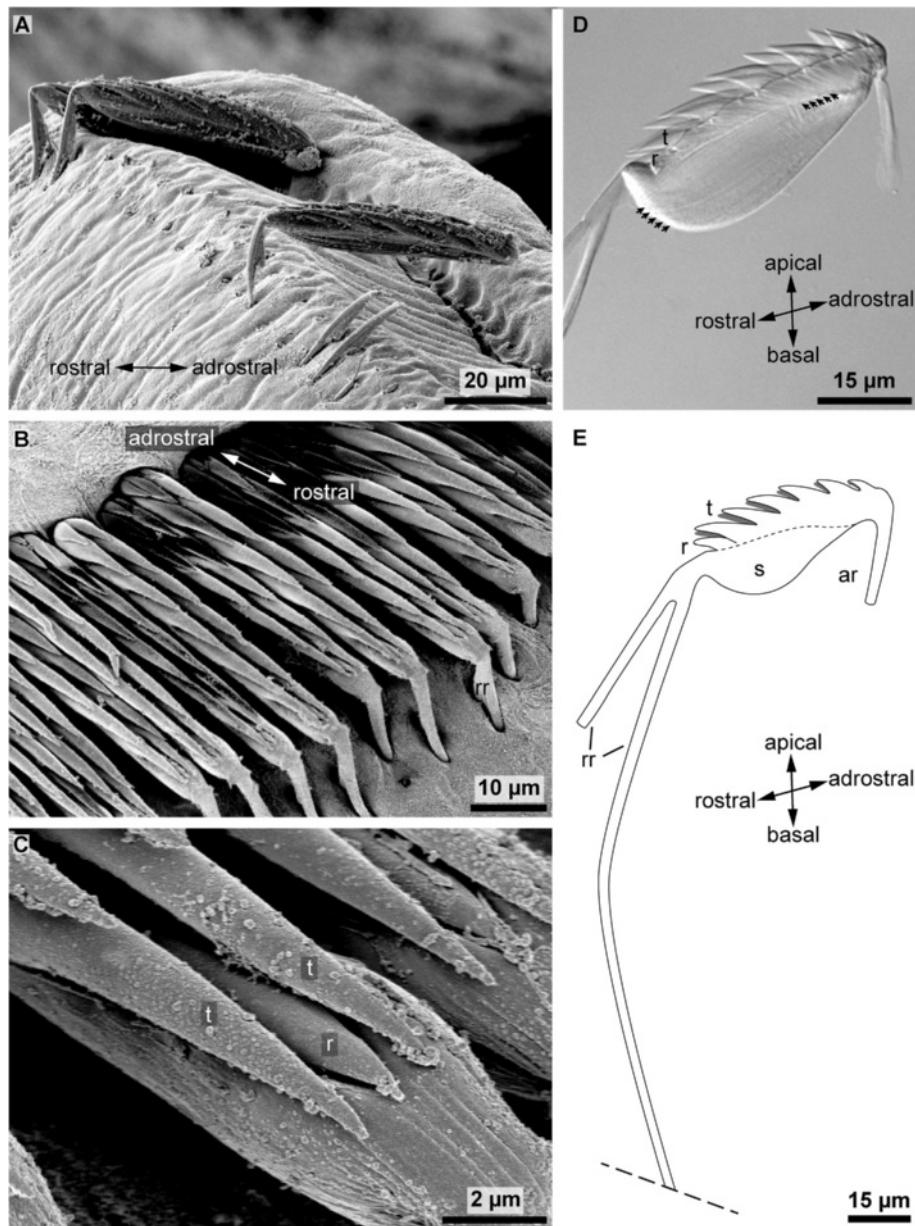 A
rostral adrostral
20 µm
B
adrostral
rostral
rr
10 µm
C
t
t
r
2 µm
D
t
r
apical
adrostral
rostral
basal
15 µm
E
t
r
s
ar
rr
apical
adrostral
rostral
basal
15 µm